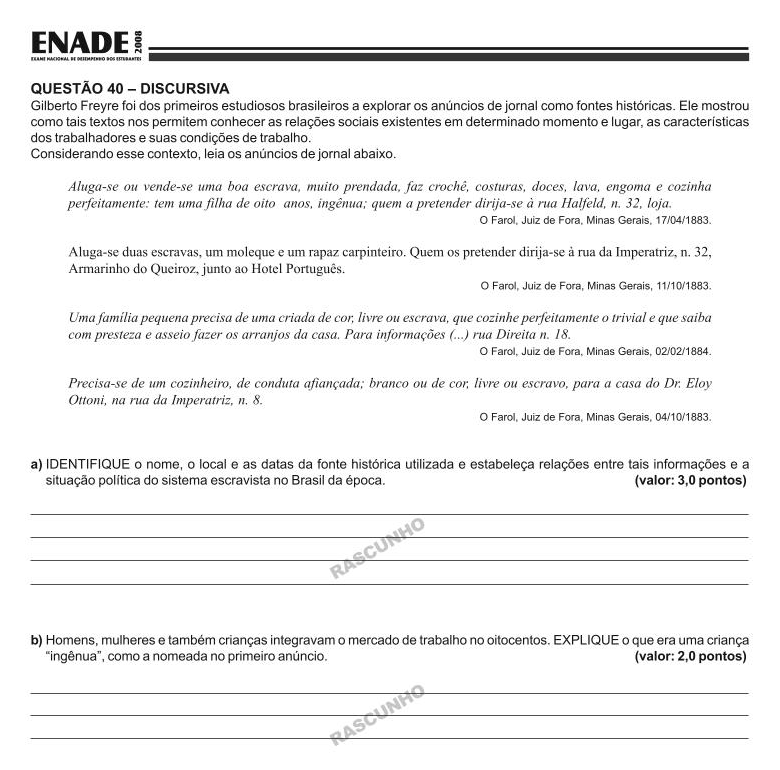 ENADE 2008
EXAME NACIONAL DE DESEMPENHO DOS ESTUDANTES
QUESTÃO 40 – DISCURSIVA
Gilberto Freyre foi dos primeiros estudiosos brasileiros a explorar os anúncios de jornal como fontes históricas. Ele mostrou
como tais textos nos permitem conhecer as relações sociais existentes em determinado momento e lugar, as características
dos trabalhadores e suas condições de trabalho.
Considerando esse contexto, leia os anúncios de jornal abaixo.
Aluga-se ou vende-se uma boa escrava, muito prendada, faz crochê, costuras, doces, lava, engoma e cozinha
perfeitamente: tem uma filha de oito anos, ingênua; quem a pretender dirija-se à rua Halfeld, n. 32, loja.
O Farol, Juiz de Fora, Minas Gerais, 17/04/1883.
Aluga-se duas escravas, um moleque e um rapaz carpinteiro. Quem os pretender dirija-se à rua da Imperatriz, n. 32,
Armarinho do Queiroz, junto ao Hotel Português.
O Farol, Juiz de Fora, Minas Gerais, 11/10/1883.
Uma família pequena precisa de uma criada de cor, livre ou escrava, que cozinhe perfeitamente o trivial e que saiba
com presteza e asseio fazer os arranjos da casa. Para informações (...) rua Direita n. 18.
O Farol, Juiz de Fora, Minas Gerais, 02/02/1884.
Precisa-se de um cozinheiro, de conduta afiançada; branco ou de cor, livre ou escravo, para a casa do Dr. Eloy
Ottoni, na rua da Imperatriz, n. 8.
O Farol, Juiz de Fora, Minas Gerais, 04/10/1883.
a) IDENTIFIQUE o nome, o local e as datas da fonte histórica utilizada e estabeleça relações entre tais informações e a
situação política do sistema escravista no Brasil da época. (valor: 3,0 pontos)
RASCUNHO
b) Homens, mulheres e também crianças integravam o mercado de trabalho no oitocentos. EXPLIQUE o que era uma criança
“ingênua”, como a nomeada no primeiro anúncio. (valor: 2,0 pontos)
RASCUNHO